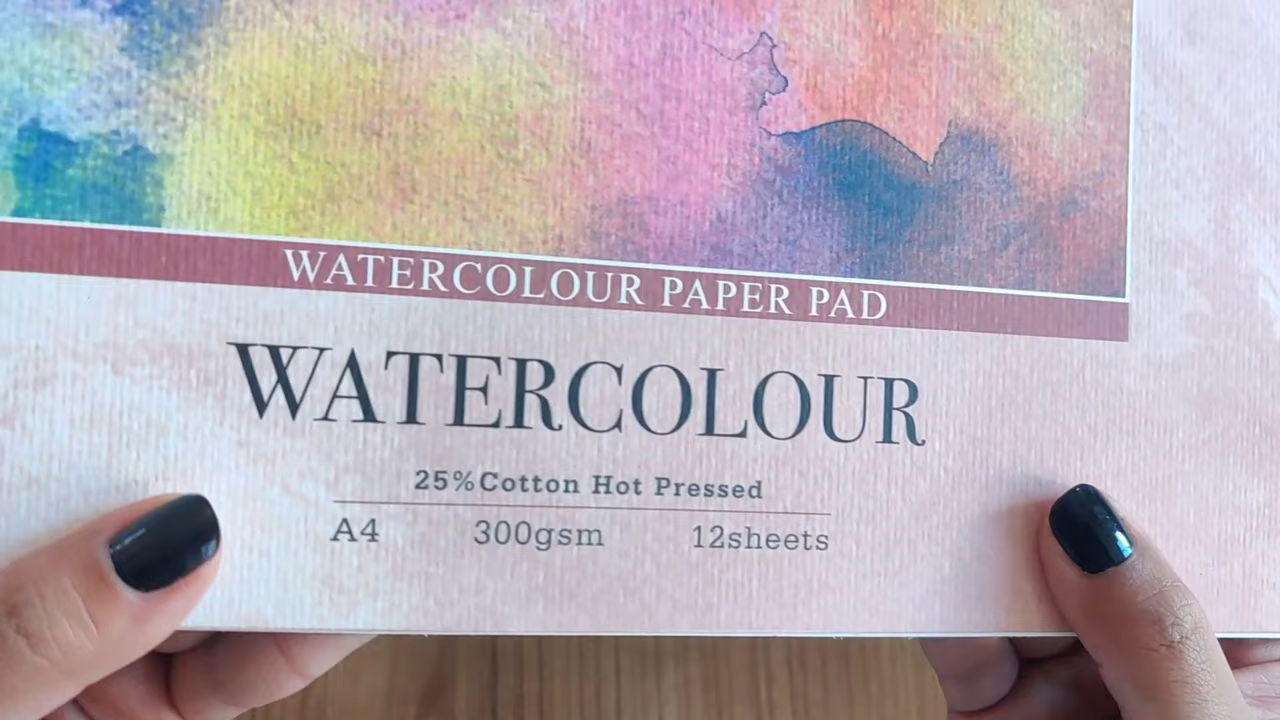 WATERCOLOUR PAPER PAD
WATERCOLOUR
25%Cotton Hot Pressed
A4 300gsm 12sheets